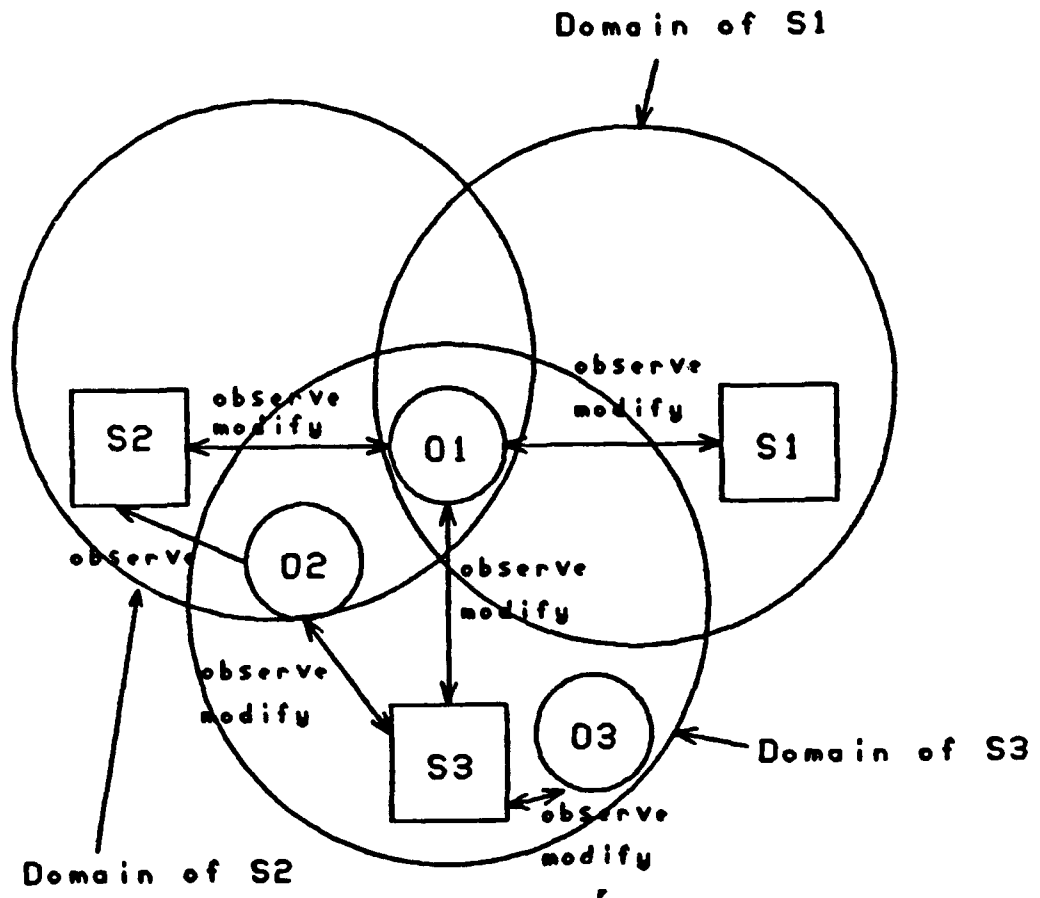 Domain of S1
observe
modify
observe
modify
S2
O1
S1
observe
O2
observe
modify
observe
modify
S3
O3
Domain of S3
observe
modify
Domain of S2